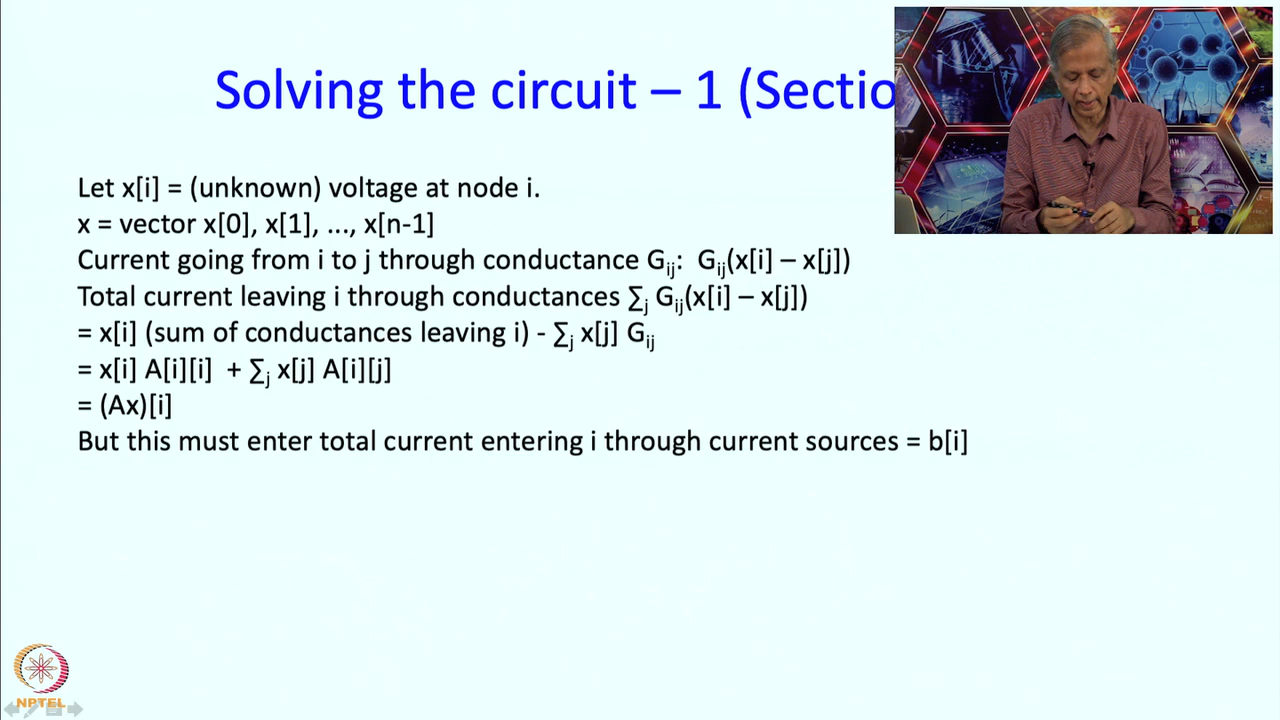 Solving the circuit – 1 (Sectio
Let x[i] = (unknown) voltage at node i.
x = vector x[0], x[1], ..., x[n-1]
Current going from i to j through conductance Gij: Gij(x[i] – x[j])
Total current leaving i through conductances ∑j Gij(x[i] – x[j])
= x[i] (sum of conductances leaving i) - ∑j x[j] Gij
= x[i] A[i][i] + ∑j x[j] A[i][j]
= (Ax)[i]
But this must enter total current entering i through current sources = b[i]
NPTEL